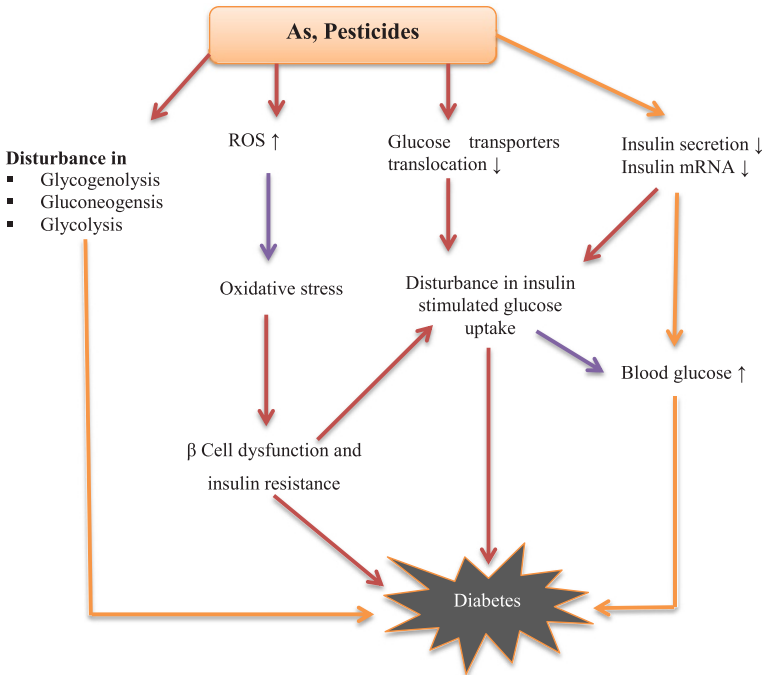 As, Pesticides
ROS ↑
Glucose transporters
translocation ↓
Insulin secretion ↓
Insulin mRNA ↓
Disturbance in
▪ Glycogenolysis
▪ Gluconeogensis
▪ Glycolysis
Oxidative stress
Disturbance in insulin
stimulated glucose
uptake
Blood glucose ↑
β Cell dysfunction and
insulin resistance
Diabetes